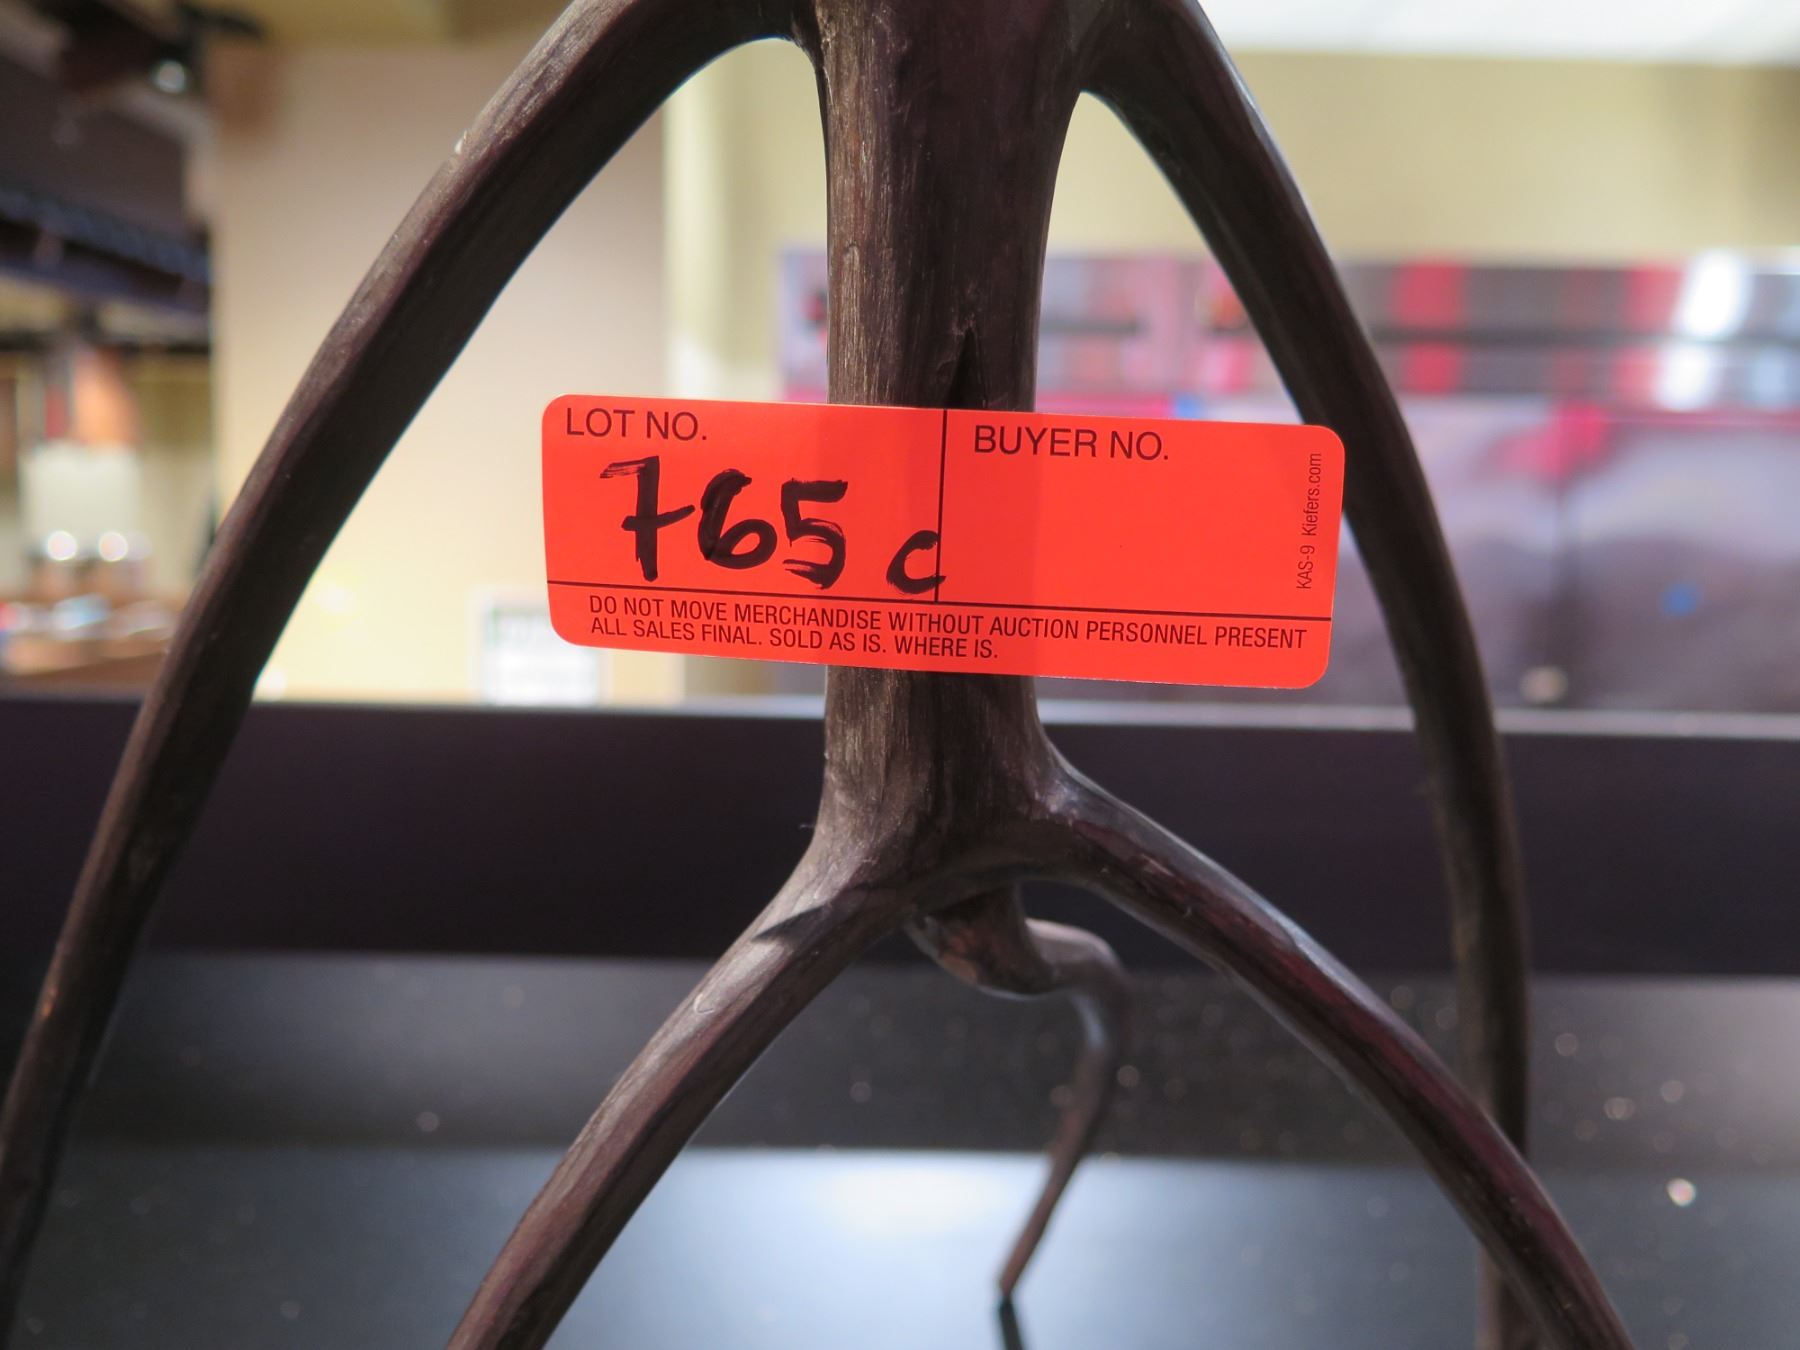 LOT NO.
765 c
BUYER NO.
KAS-9 Kiefers.com
DO NOT MOVE MERCHANDISE WITHOUT AUCTION PERSONNEL PRESENT
ALL SALES FINAL. SOLD AS IS. WHERE IS.